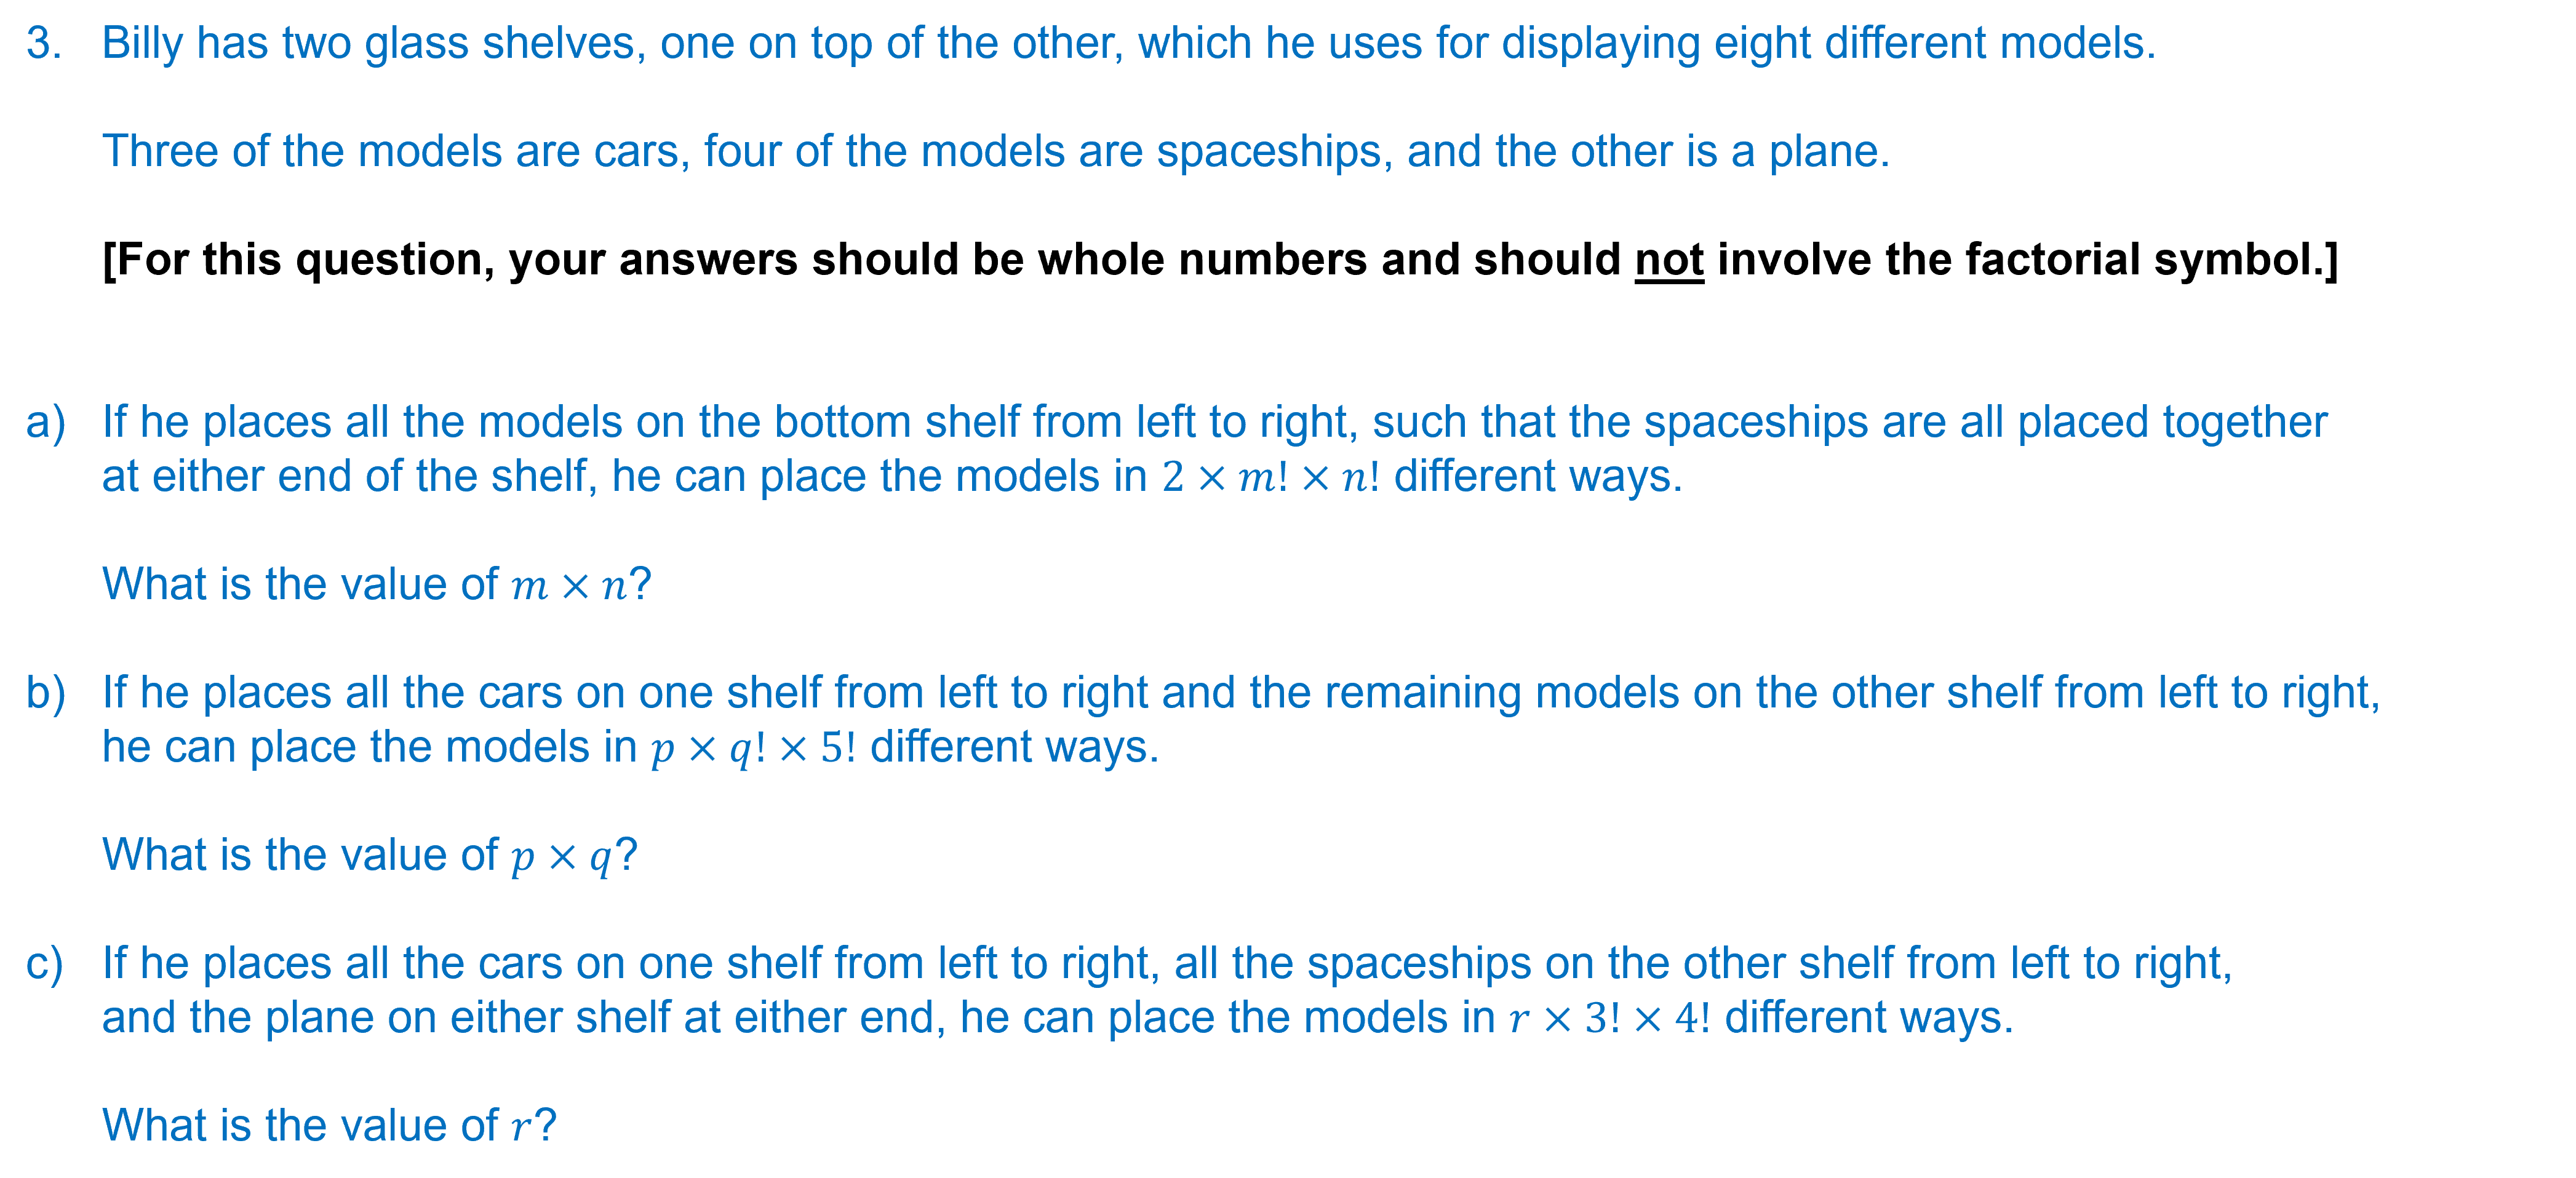 3. Billy has two glass shelves, one on top of the other, which he uses for displaying eight different models.
Three of the models are cars, four of the models are spaceships, and the other is a plane.
[For this question, your answers should be whole numbers and should not involve the factorial symbol.]
a) If he places all the models on the bottom shelf from left to right, such that the spaceships are all placed together
at either end of the shelf, he can place the models in 2 × m! × n! different ways.
What is the value of m × n?
b) If he places all the cars on one shelf from left to right and the remaining models on the other shelf from left to right,
he can place the models in p × q! × 5! different ways.
What is the value of p × q?
c) If he places all the cars on one shelf from left to right, all the spaceships on the other shelf from left to right,
and the plane on either shelf at either end, he can place the models in r × 3! × 4! different ways.
What is the value of r?